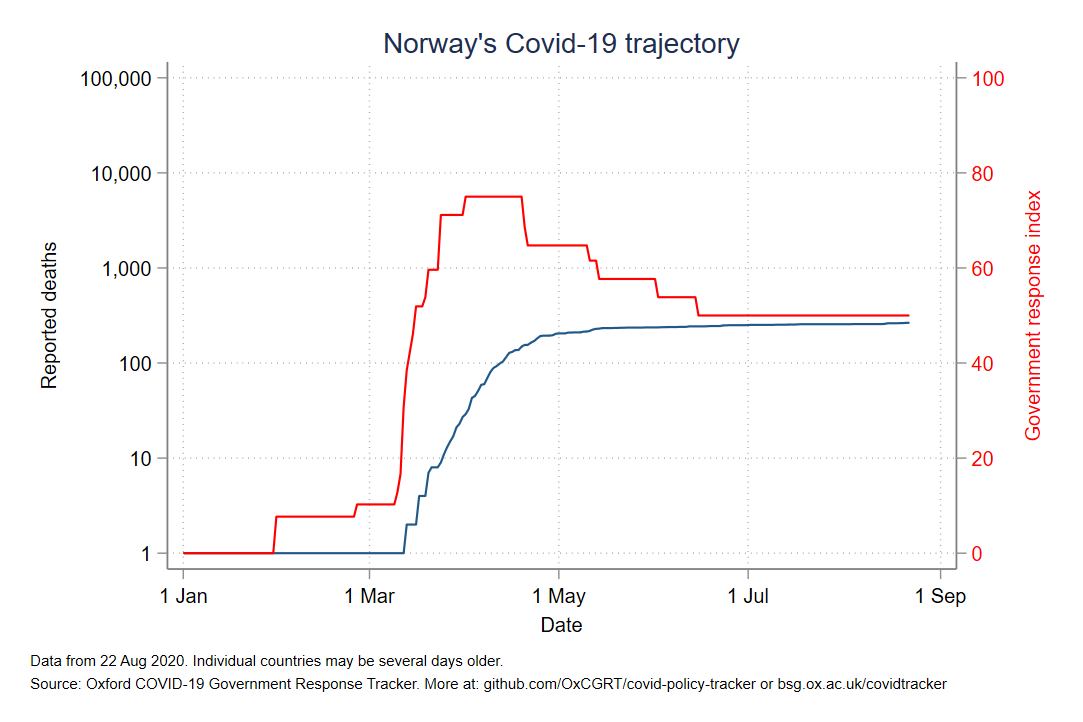 Norway's Covid-19 trajectory
100,000
10,000
1,000
100
10
1
Reported deaths
100
80
60
40
20
0
Government response index
1 Jan
1 Mar
1 May
1 Jul
1 Sep
Date
Data from 22 Aug 2020. Individual countries may be several days older.
Source: Oxford COVID-19 Government Response Tracker. More at: github.com/OxCGRT/covid-policy-tracker or bsg.ox.ac.uk/covidtracker